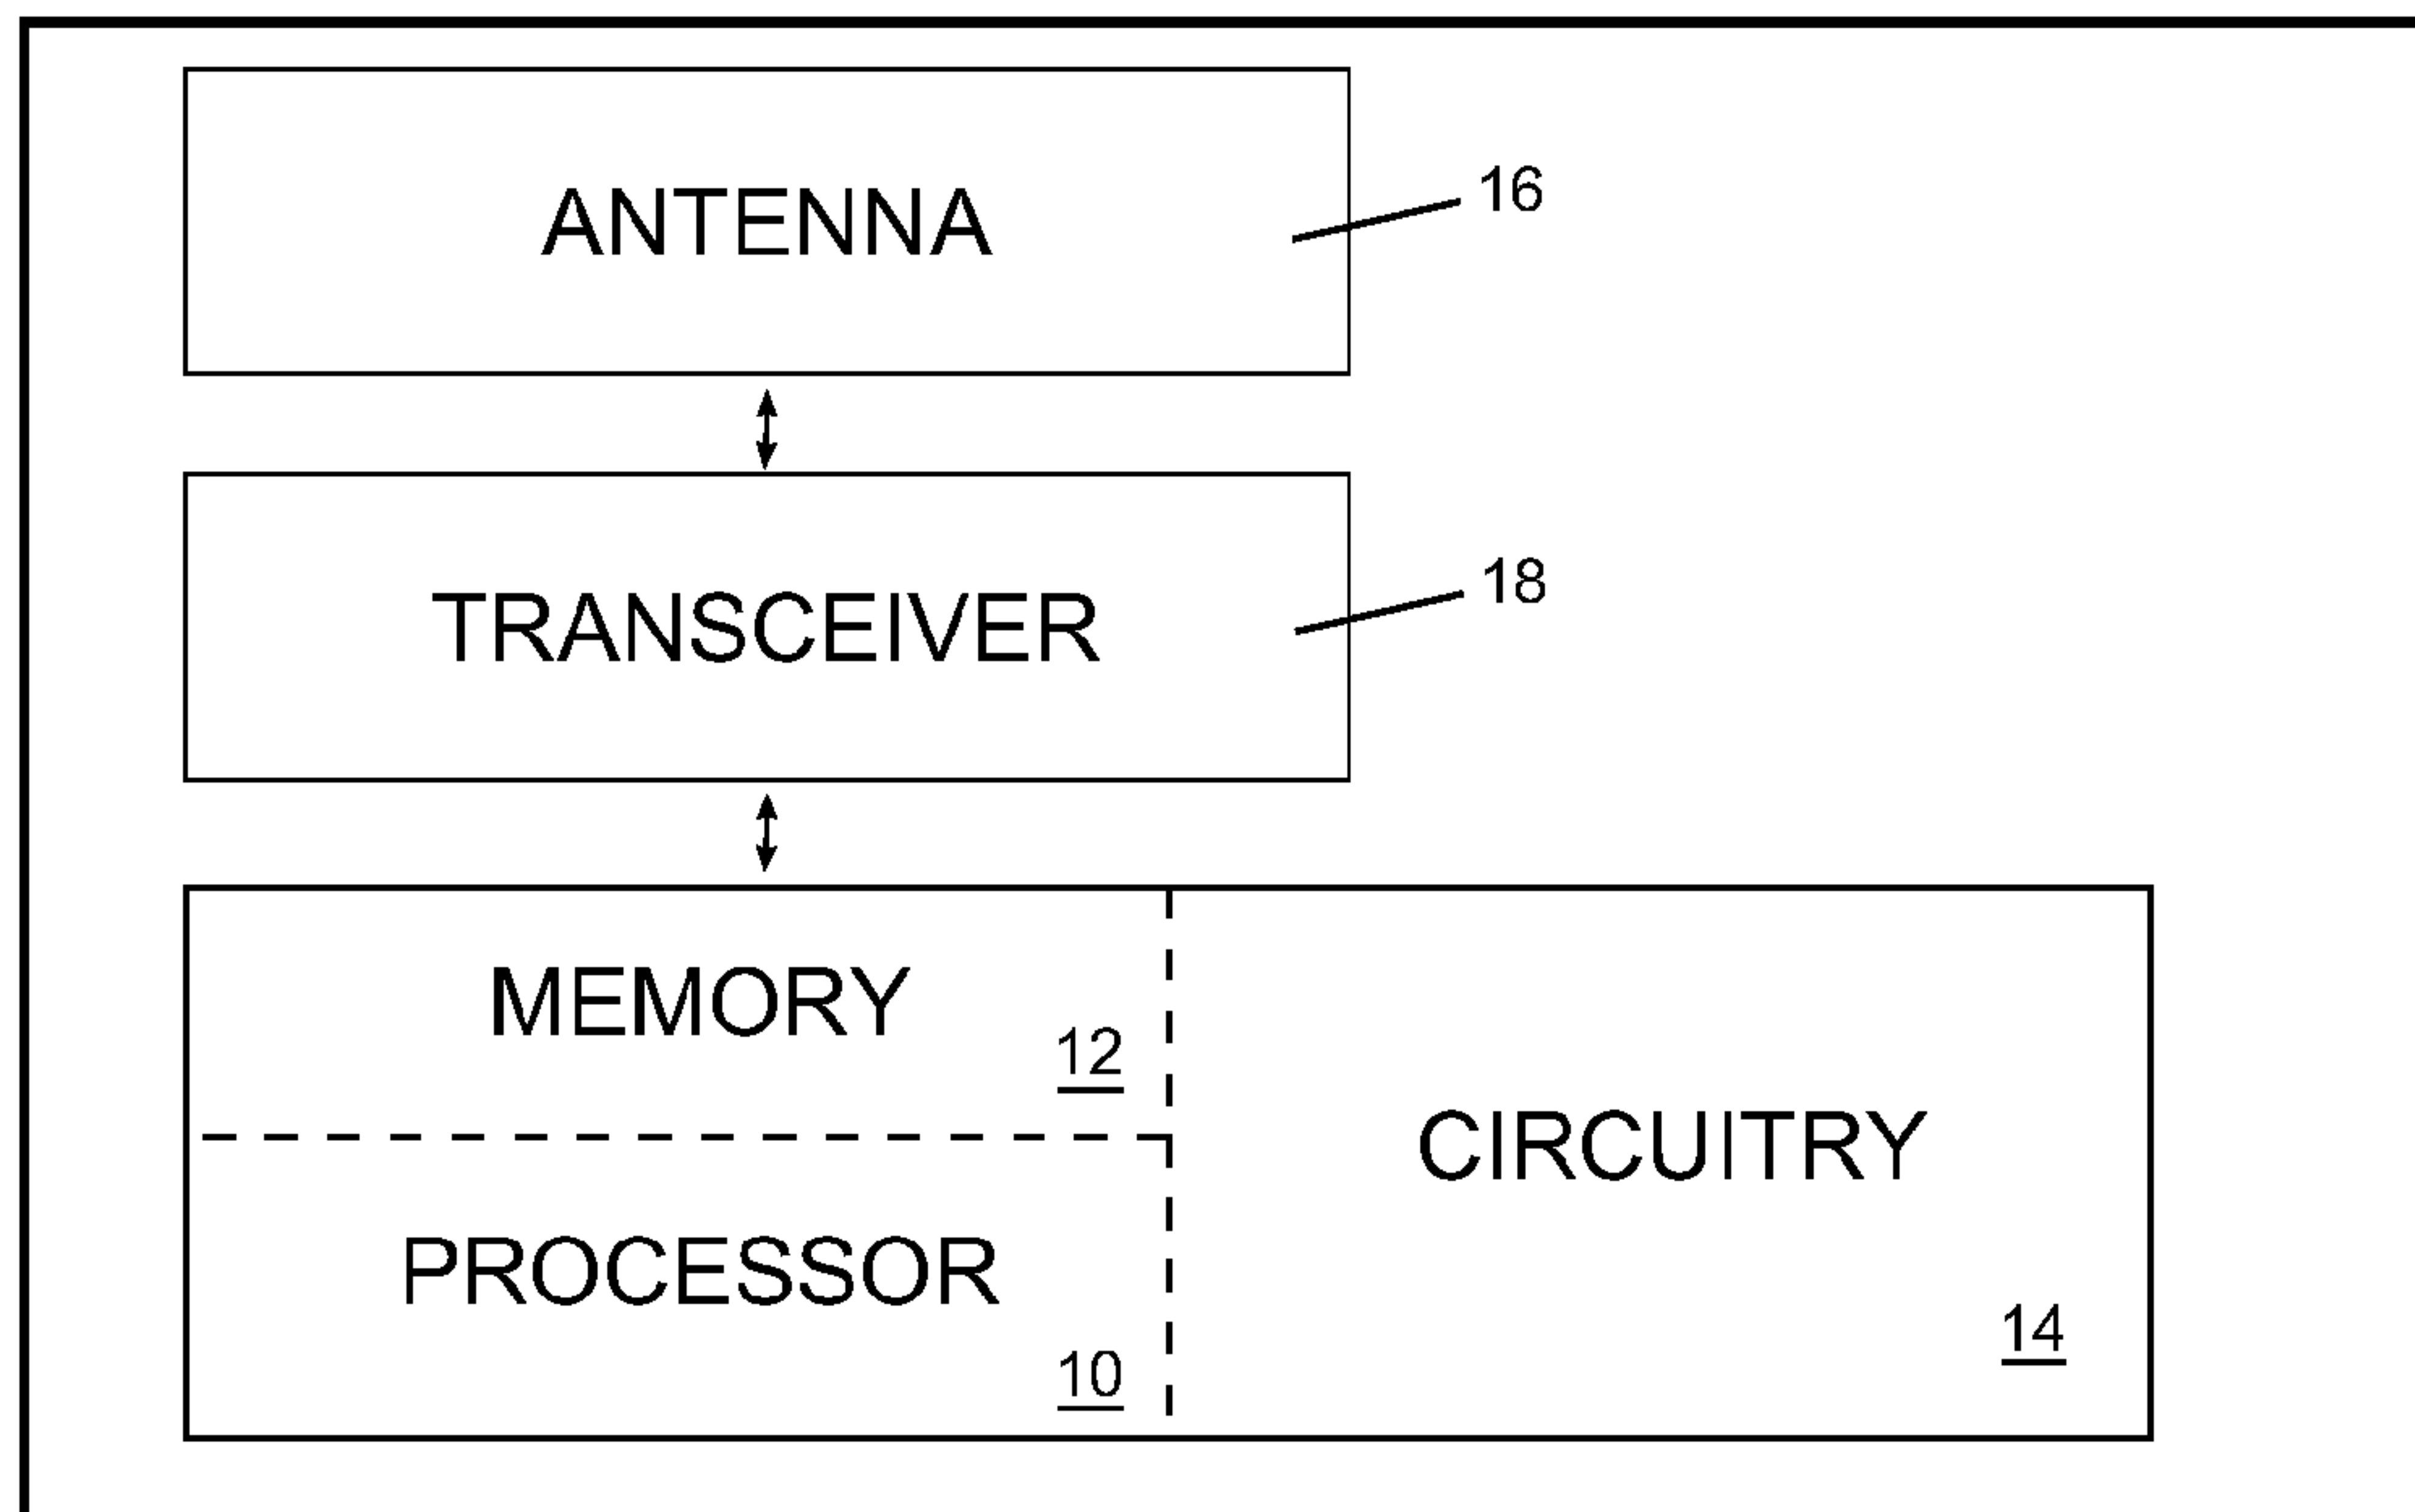 ANTENNA
16
TRANSCEIVER
18
MEMORY
12
CIRCUITRY
PROCESSOR
14
10